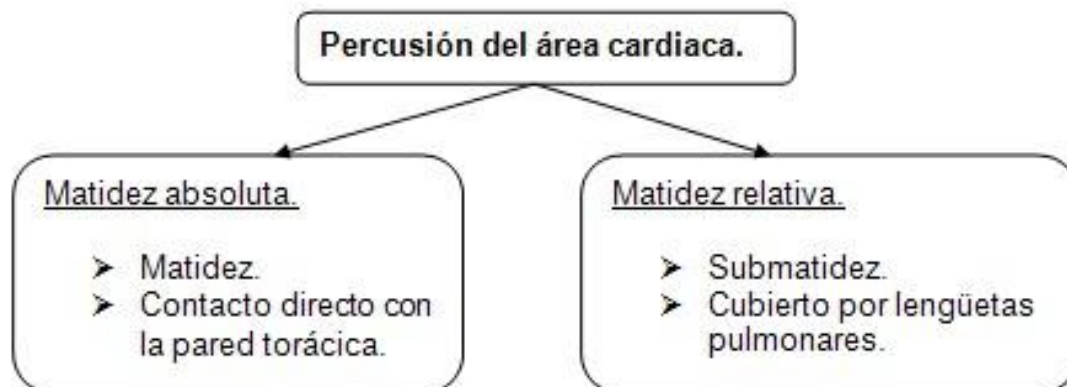 Percusión del área cardiaca.
Matidez absoluta.
➤ Matidez.
➤ Contacto directo con
la pared torácica.
Matidez relativa.
➤ Submatidez.
➤ Cubierto por lengüetas
pulmonares.